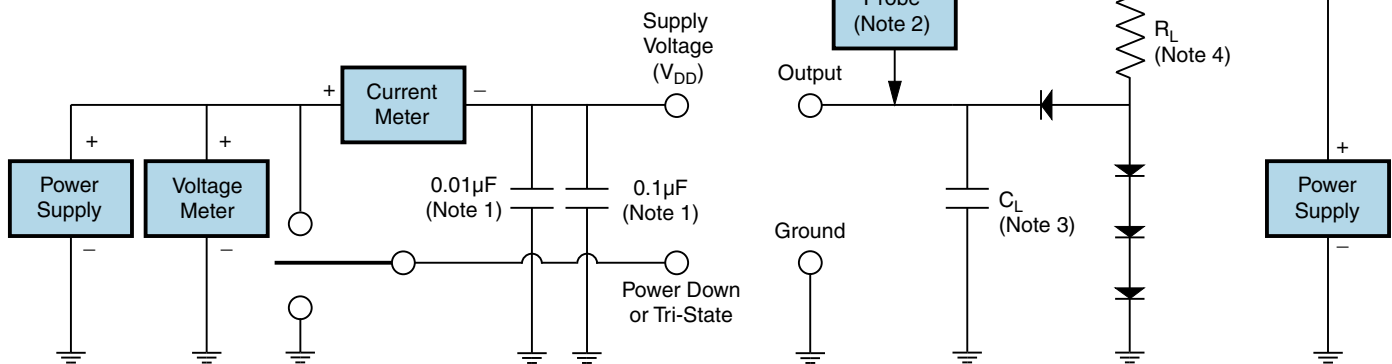 Probe
(Note 2)
Supply
Voltage
(VDD)
RL
(Note 4)
Output
+
Current
Meter
−
+
Power
Supply
−
+
Voltage
Meter
−
0.01µF
(Note 1)
0.1µF
(Note 1)
CL
(Note 3)
+
Power
Supply
−
Ground
Power Down
or Tri-State